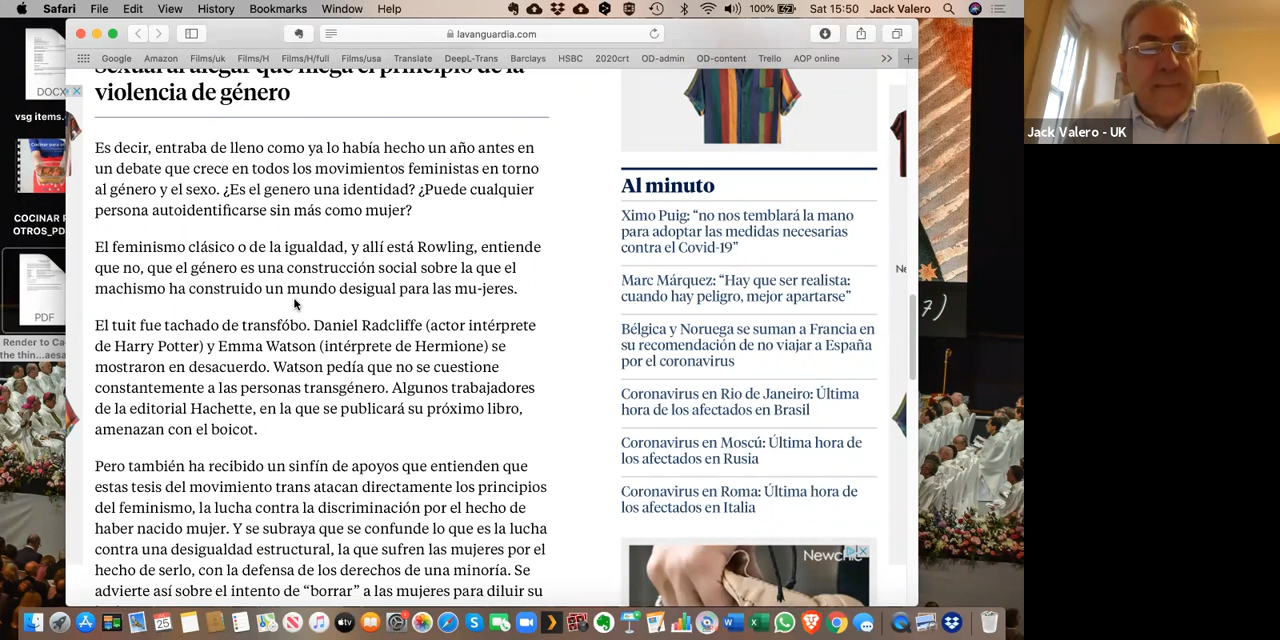 Safari File Edit View History Bookmarks Window Help
100% Sat 15:50 Jack Valero
lavanguardia.com
Google Amazon Films/uk Films/H Films/H/full Films/usa Translate DeepL-Trans Barclays HSBC 2020crt OD-admin OD-content Trello AOP online
DOCX
vsg items.
COCINAR P
OTROS_PD
PDF
Render to Ca
the thin...aesa
violencia de género
Es decir, entraba de lleno como ya lo había hecho un año antes en
un debate que crece en todos los movimientos feministas en torno
al género y el sexo. ¿Es el genero una identidad? ¿Puede cualquier
persona autoidentificarse sin más como mujer?
El feminismo clásico o de la igualdad, y allí está Rowling, entiende
que no, que el género es una construcción social sobre la que el
machismo ha construido un mundo desigual para las mu-jeres.
El tuit fue tachado de transfóbo. Daniel Radcliffe (actor intérprete
de Harry Potter) y Emma Watson (intérprete de Hermione) se
mostraron en desacuerdo. Watson pedía que no se cuestione
constantemente a las personas transgénero. Algunos trabajadores
de la editorial Hachette, en la que se publicará su próximo libro,
amenazan con el boicot.
Pero también ha recibido un sinfín de apoyos que entienden que
estas tesis del movimiento trans atacan directamente los principios
del feminismo, la lucha contra la discriminación por el hecho de
haber nacido mujer. Y se subraya que se confunde lo que es la lucha
contra una desigualdad estructural, la que sufren las mujeres por el
hecho de serlo, con la defensa de los derechos de una minoría. Se
advierte así sobre el intento de “borrar” a las mujeres para diluir su
Al minuto
Ximo Puig: “no nos temblará la mano
para adoptar las medidas necesarias
contra el Covid-19”
Marc Márquez: “Hay que ser realista:
cuando hay peligro, mejor apartarse”
Bélgica y Noruega se suman a Francia en
su recomendación de no viajar a España
por el coronavirus
Coronavirus en Rio de Janeiro: Última
hora de los afectados en Brasil
Coronavirus en Moscú: Última hora de
los afectados en Rusia
Coronavirus en Roma: Última hora de
los afectados en Italia
Newchic
Ne
7)
Jack Valero - UK